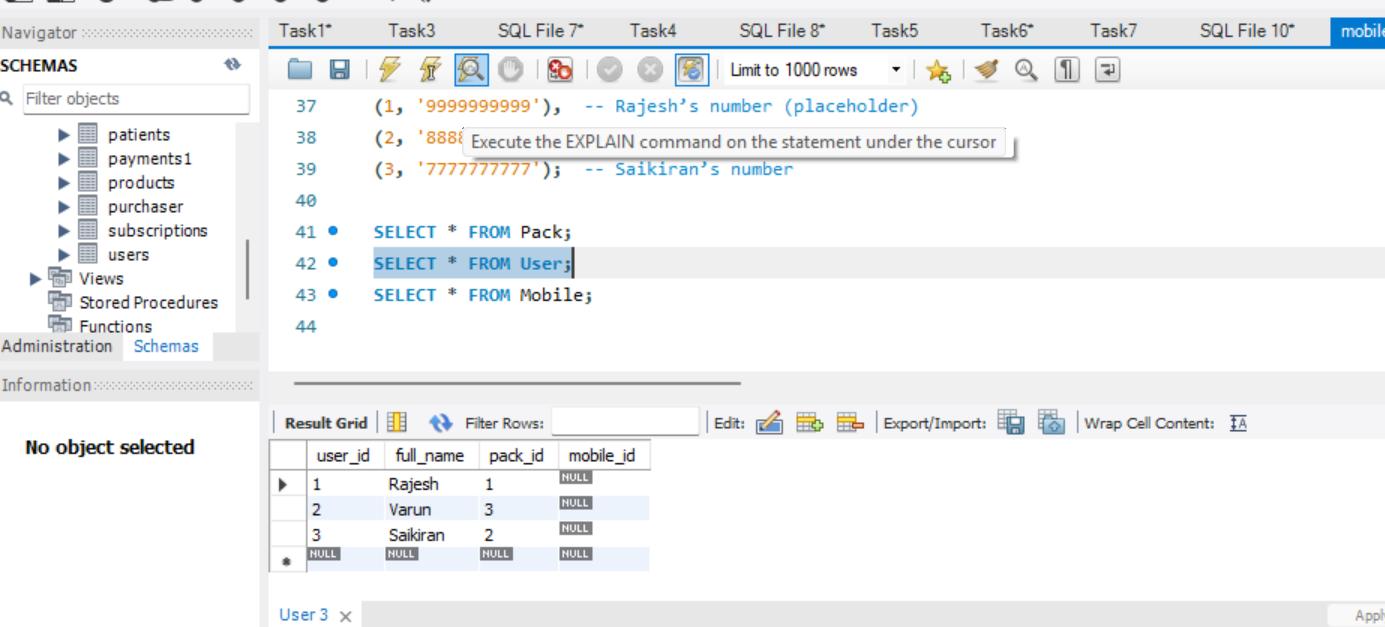 Navigator
Task1* Task3 SQL File 7* Task4 SQL File 8* Task5 Task6* Task7 SQL File 10* mobile
SCHEMAS
Limit to 1000 rows
Filter objects
patients
payments1
products
purchaser
subscriptions
users
Views
Stored Procedures
Functions
Administration Schemas
Information
No object selected
37 (1, '9999999999'), -- Rajesh’s number (placeholder)
38 (2, '8888
Execute the EXPLAIN command on the statement under the cursor
39 (3, '7777777777'); -- Saikiran’s number
40
41 SELECT * FROM Pack;
42 SELECT * FROM User;
43 SELECT * FROM Mobile;
44
Result Grid Filter Rows: Edit: Export/Import: Wrap Cell Content: IA
user_id full_name pack_id mobile_id
1 Rajesh 1 NULL
2 Varun 3 NULL
3 Saikiran 2 NULL
NULL NULL NULL NULL
User 3 Apply